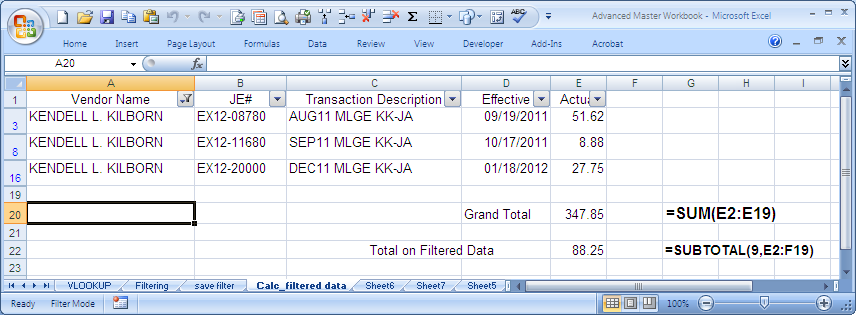 Advanced Master Workbook - Microsoft Excel
Home Insert Page Layout Formulas Data Review View Developer Add-Ins Acrobat
A20 fx
A B C D E F G H I
1 Vendor Name JE# Transaction Description Effective Actua
3 KENDELL L. KILBORN EX12-08780 AUG11 MLGE KK-JA 09/19/2011 51.62
8 KENDELL L. KILBORN EX12-11680 SEP11 MLGE KK-JA 10/17/2011 8.88
16 KENDELL L. KILBORN EX12-20000 DEC11 MLGE KK-JA 01/18/2012 27.75
19
20 Grand Total 347.85 =SUM(E2:E19)
21
22 Total on Filtered Data 88.25 =SUBTOTAL(9,E2:F19)
23
VLOOKUP Filtering save filter Calc_filtered data Sheet6 Sheet7 Sheet5
Ready Filter Mode 100%